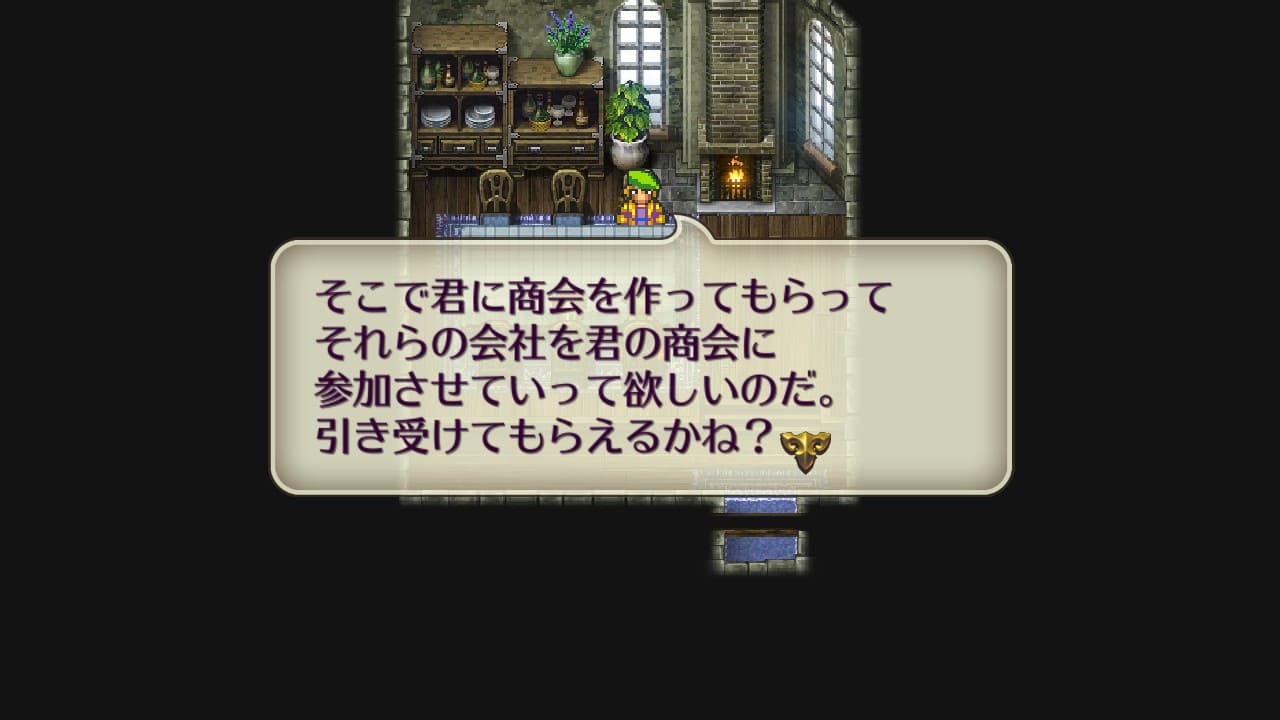 そこで君に商会を作ってもらって
それらの会社を君の商会に
参加させていって欲しいのだ。
引き受けてもらえるかね？